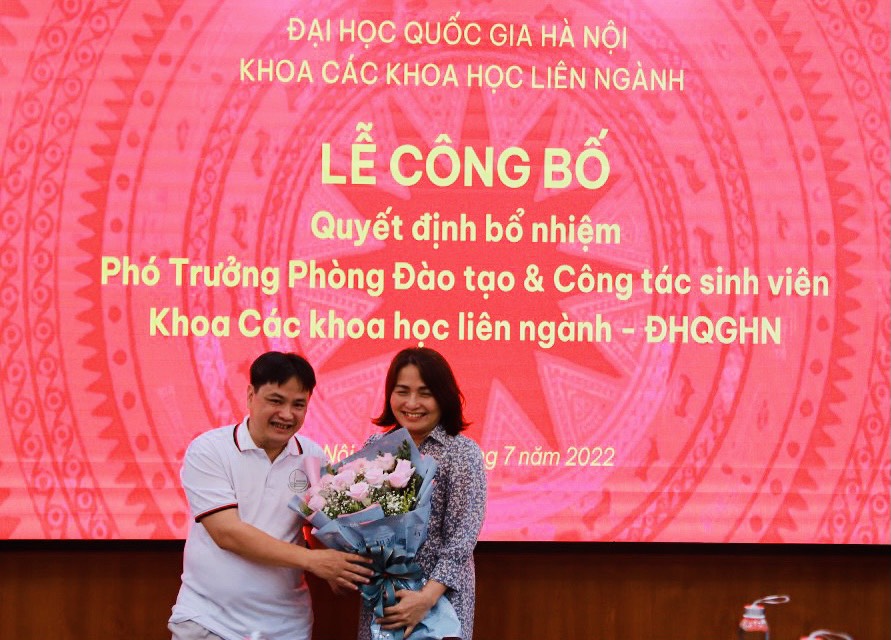 ĐẠI HỌC QUỐC GIA HÀ NỘI
KHOA CÁC KHOA HỌC LIÊN NGÀNH
LỄ CÔNG BỐ
Quyết định bổ nhiệm
Phó Trưởng Phòng Đào tạo & Công tác sinh viên
Khoa Các khoa học liên ngành - ĐHQGHN
Nội 7 năm 2022